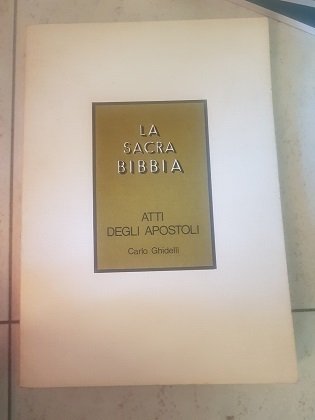 LA
SACRA
BIBBIA
ATTI
DEGLI APOSTOLI
Carlo Ghidelli